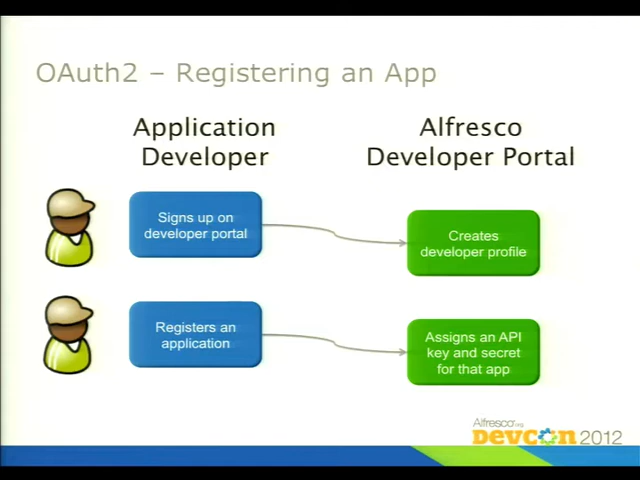 OAuth2 – Registering an App
Application
Developer
Alfresco
Developer Portal
Signs up on
developer portal
Creates
developer profile
Registers an
application
Assigns an API
key and secret
for that app
Alfresco
DEVCON 2012